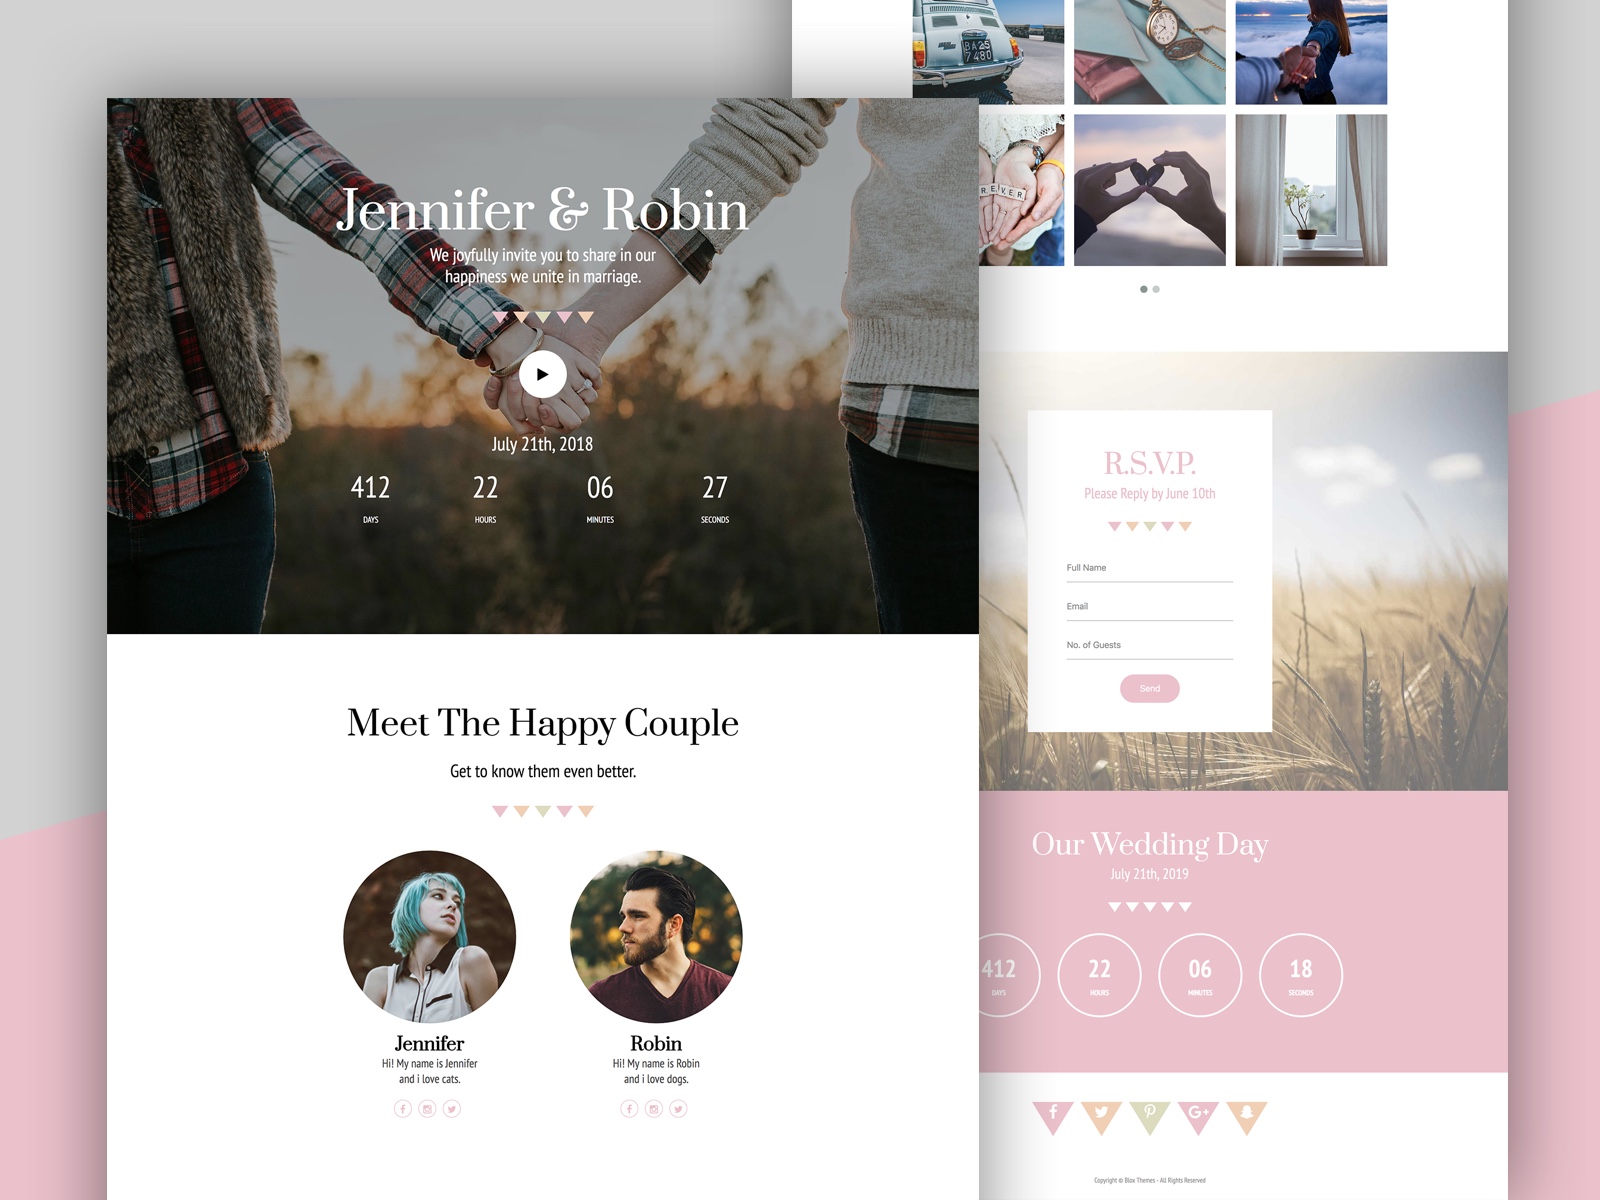 Jennifer & Robin
We joyfully invite you to share in our
happiness we unite in marriage.
July 21th, 2018
412 22 06 27
DAYS HOURS MINUTES SECONDS
Meet The Happy Couple
Get to know them even better.
Jennifer
Hi! My name is Jennifer
and i love cats.
Robin
Hi! My name is Robin
and i love dogs.
BA25
7480
REVER
R.S.V.P.
Please Reply by June 10th
Full Name
Email
No. of Guests
Send
Our Wedding Day
July 21th, 2019
412 22 06 18
DAYS HOURS MINUTES SECONDS
G+
Copyright © Blox Themes - All Rights Reserved